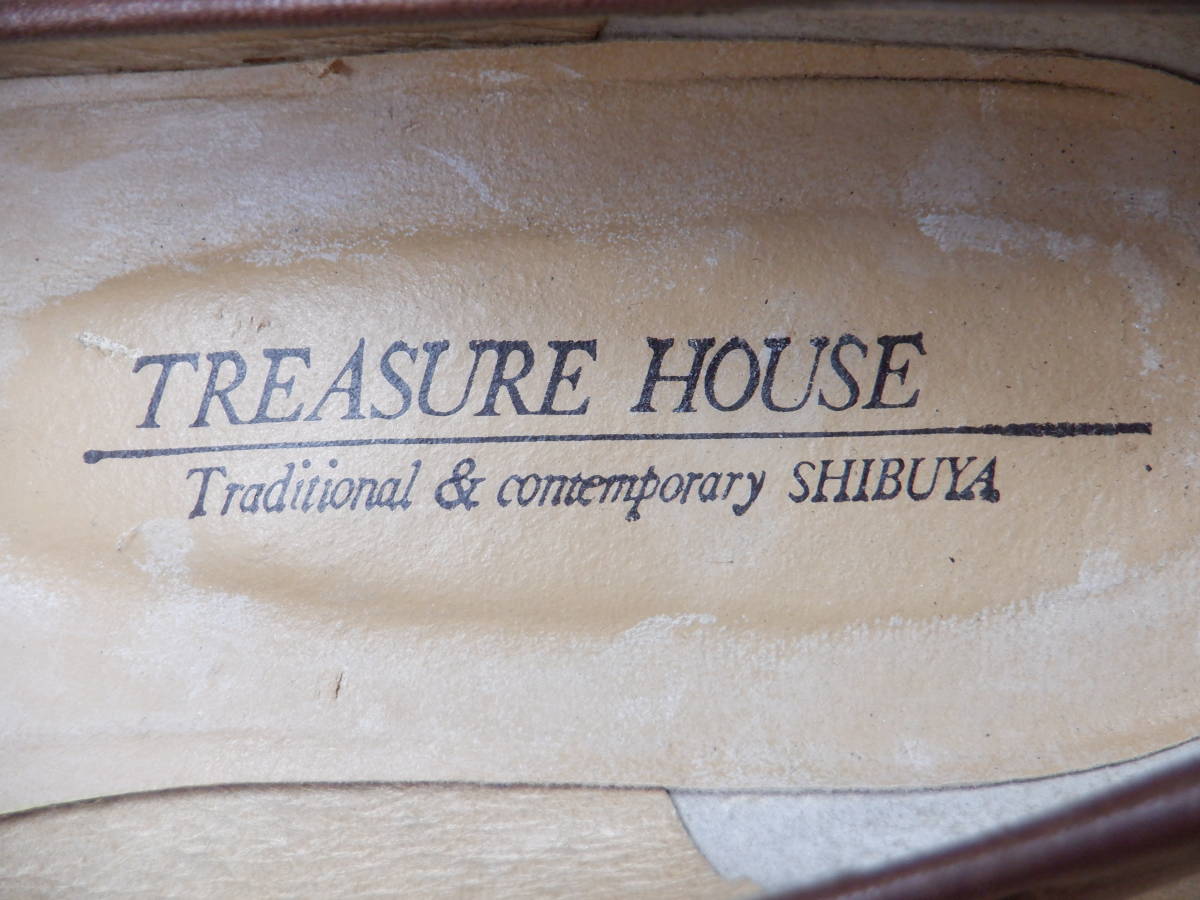 TREASURE HOUSE
Traditional & contemporary SHIBUYA